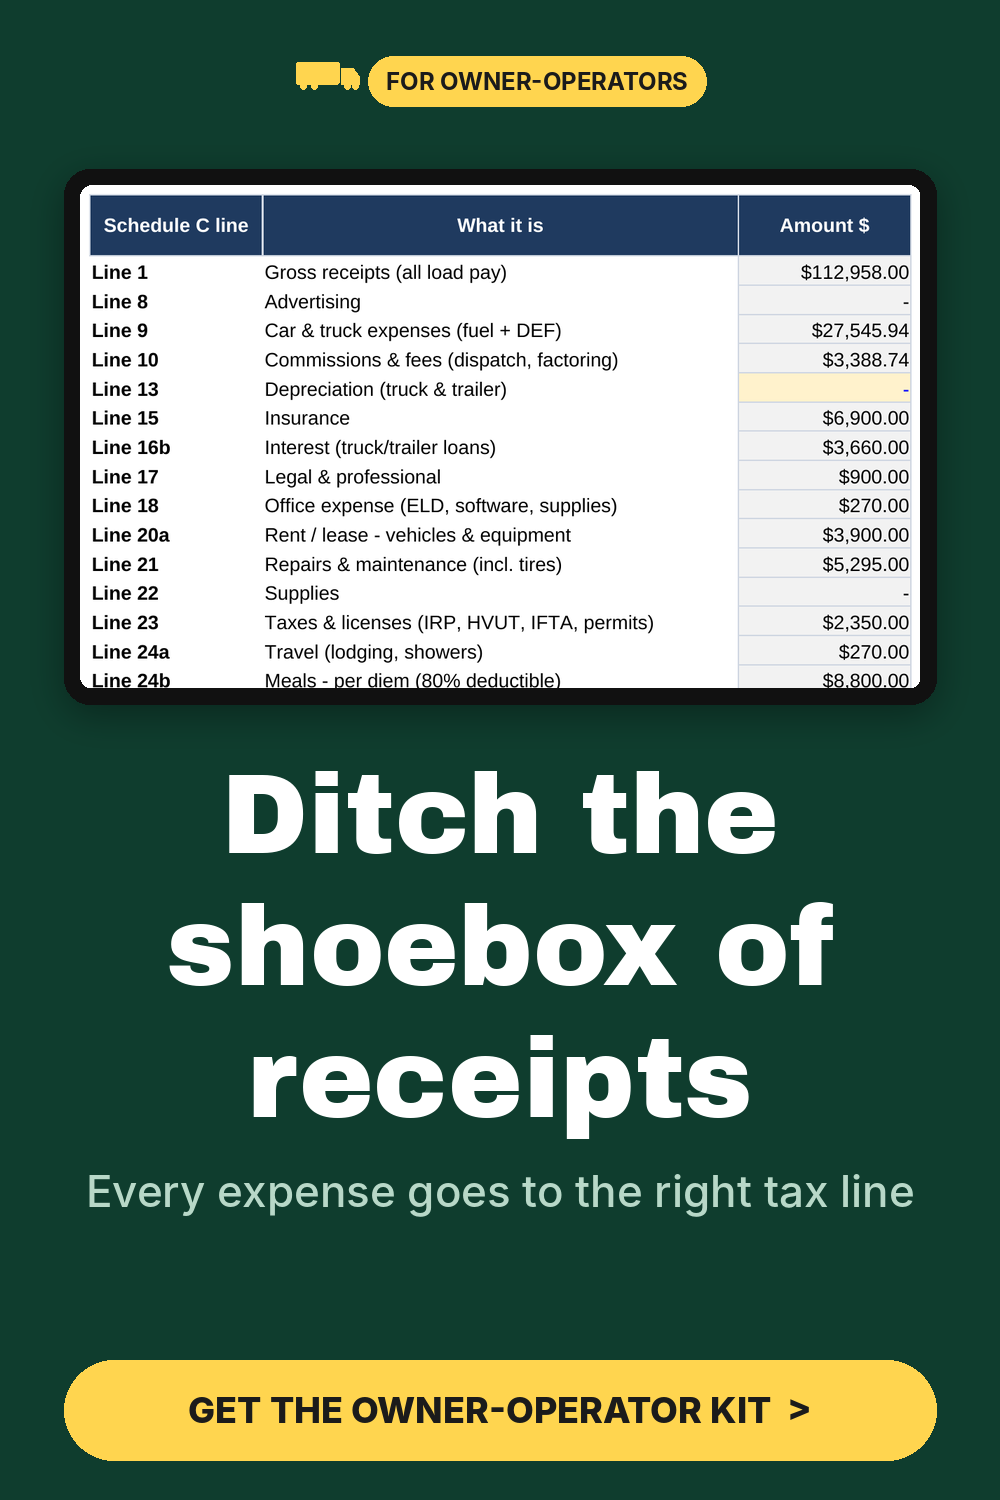 FOR OWNER-OPERATORS
Schedule C line What it is Amount $
Line 1 Gross receipts (all load pay) $112,958.00
Line 8 Advertising -
Line 9 Car & truck expenses (fuel + DEF) $27,545.94
Line 10 Commissions & fees (dispatch, factoring) $3,388.74
Line 13 Depreciation (truck & trailer) -
Line 15 Insurance $6,900.00
Line 16b Interest (truck/trailer loans) $3,660.00
Line 17 Legal & professional $900.00
Line 18 Office expense (ELD, software, supplies) $270.00
Line 20a Rent / lease - vehicles & equipment $3,900.00
Line 21 Repairs & maintenance (incl. tires) $5,295.00
Line 22 Supplies -
Line 23 Taxes & licenses (IRP, HVUT, IFTA, permits) $2,350.00
Line 24a Travel (lodging, showers) $270.00
Line 24b Meals - per diem (80% deductible) $8,800.00
Ditch the
shoebox of
receipts
Every expense goes to the right tax line
GET THE OWNER-OPERATOR KIT >